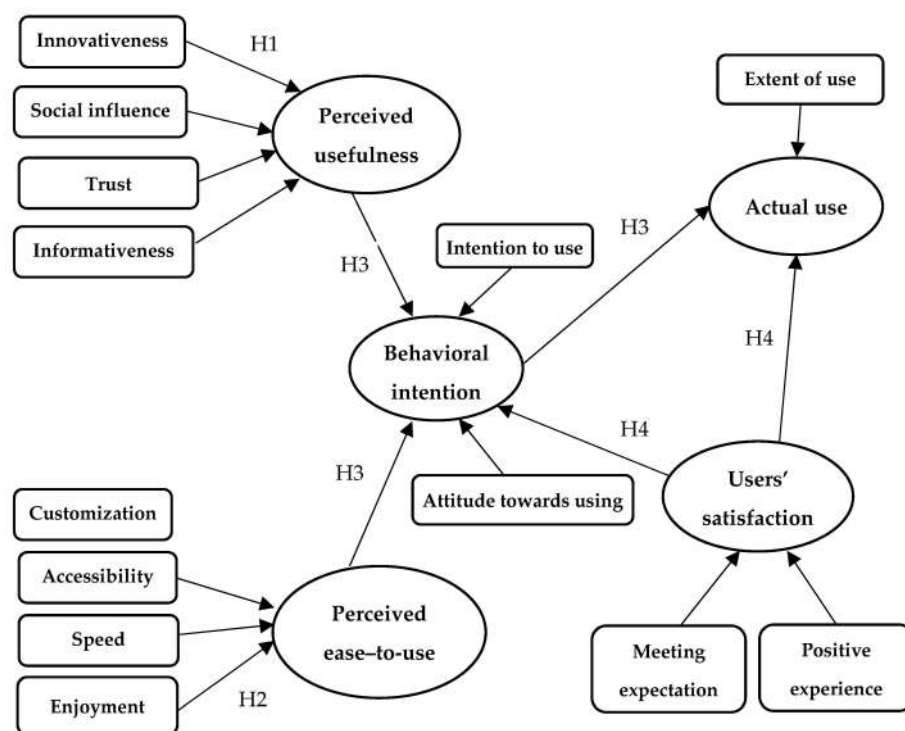 Innovativeness
H1
Social influence
Trust
Informativeness
Perceived
usefulness
Extent of use
Actual use
H3
Intention to use
H3
Behavioral
intention
H4
H4
H3
Attitude towards using
Users'
satisfaction
Customization
Accessibility
Speed
Enjoyment
H2
Perceived
ease–to-use
Meeting
expectation
Positive
experience